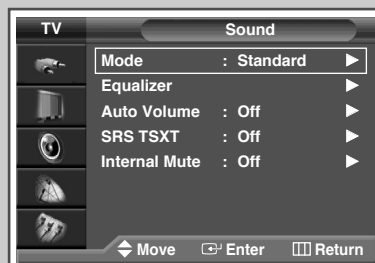 TV Sound
Mode : Standard
Equalizer
Auto Volume : Off
SRS TSXT : Off
Internal Mute : Off
Move Enter Return